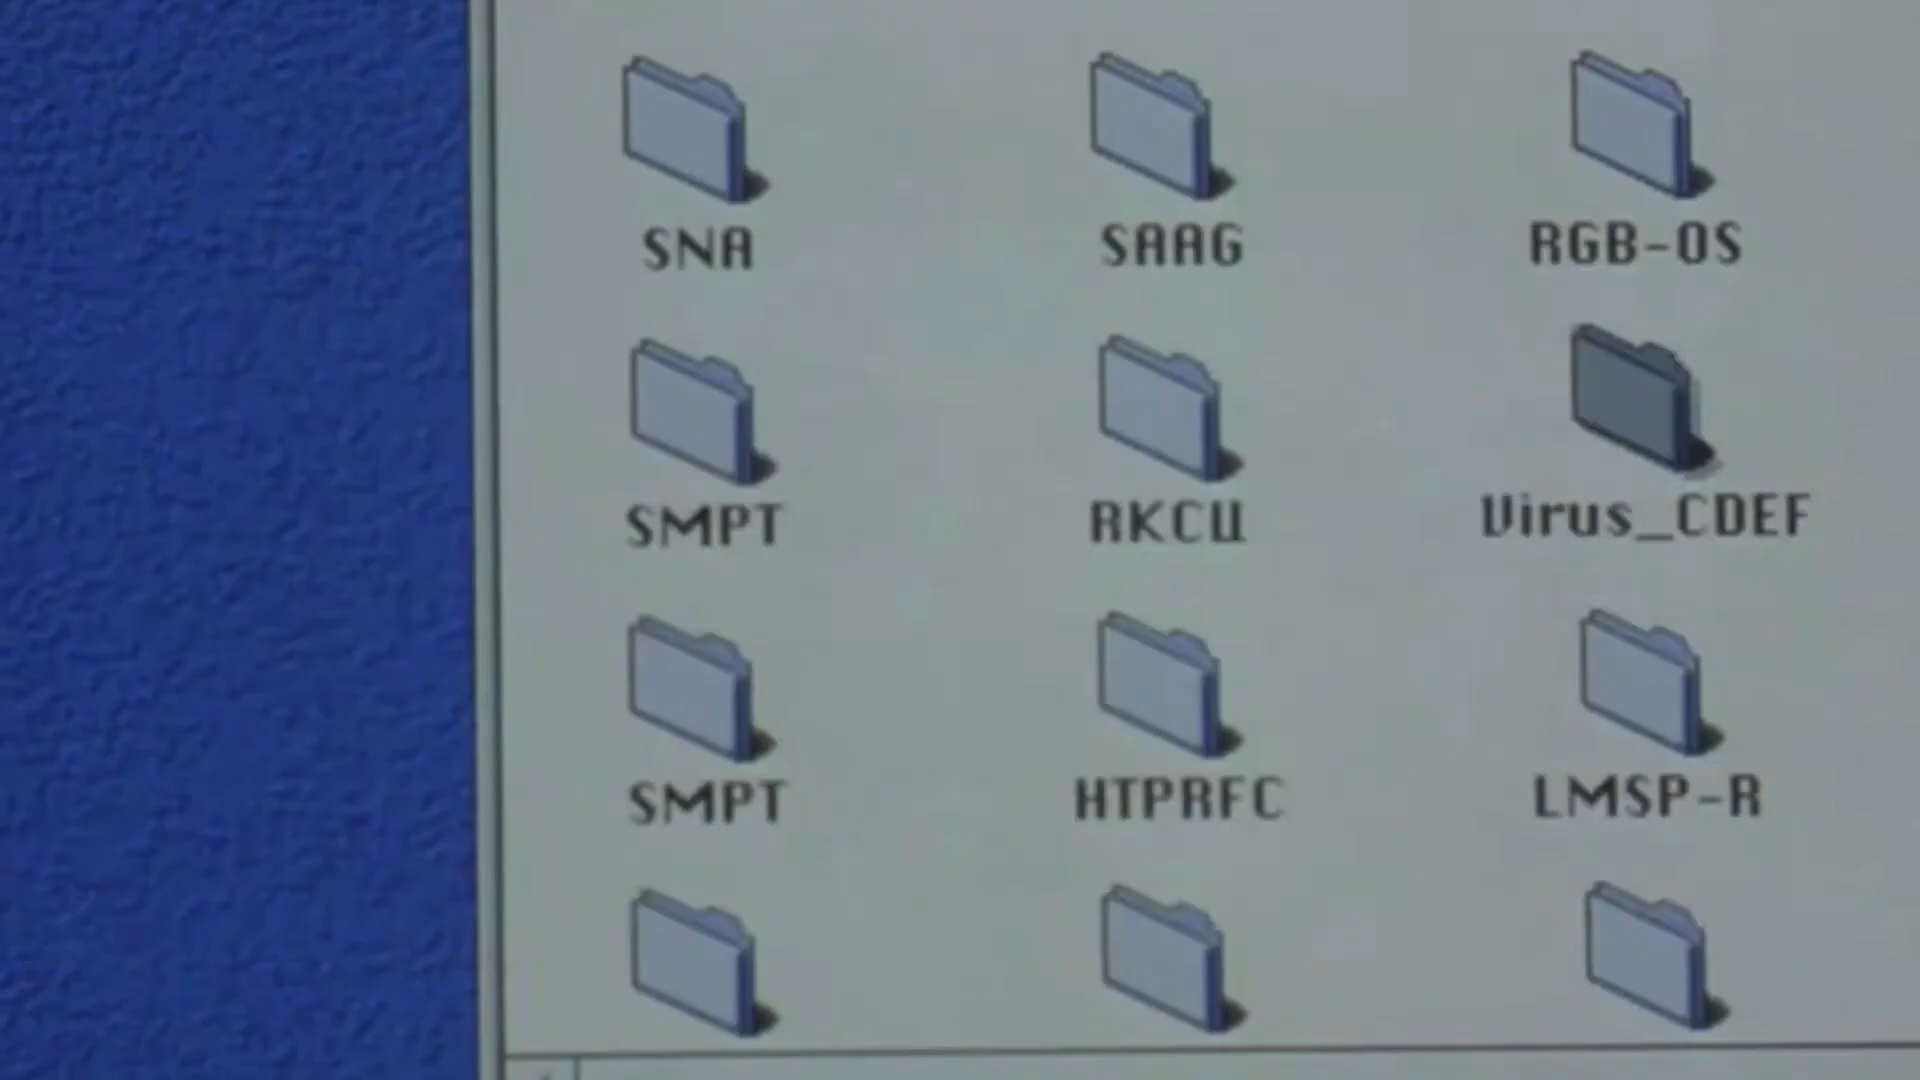 SNA SAAG RGB-OS
SMPT RKCU Virus_CDEF
SMPT HTPRFC LMSP-R